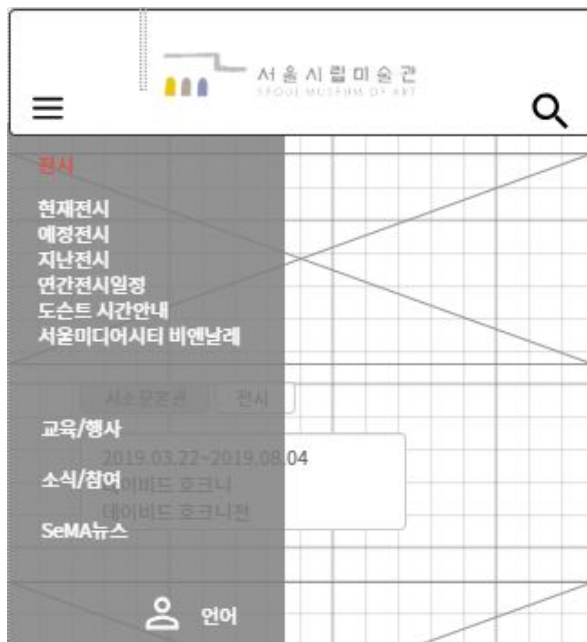 서울시립미술관
SEOUL MUSEUM OF ART
전시
현재전시
예정전시
지난전시
연간전시일정
도슨트 시간안내
서울미디어시티 비엔날레
서소문본관
전시
교육/행사
2019.03.22~2019.08.04
소식/참여
데이비드 호크니
데이비드 호크니전
SeMA뉴스
언어